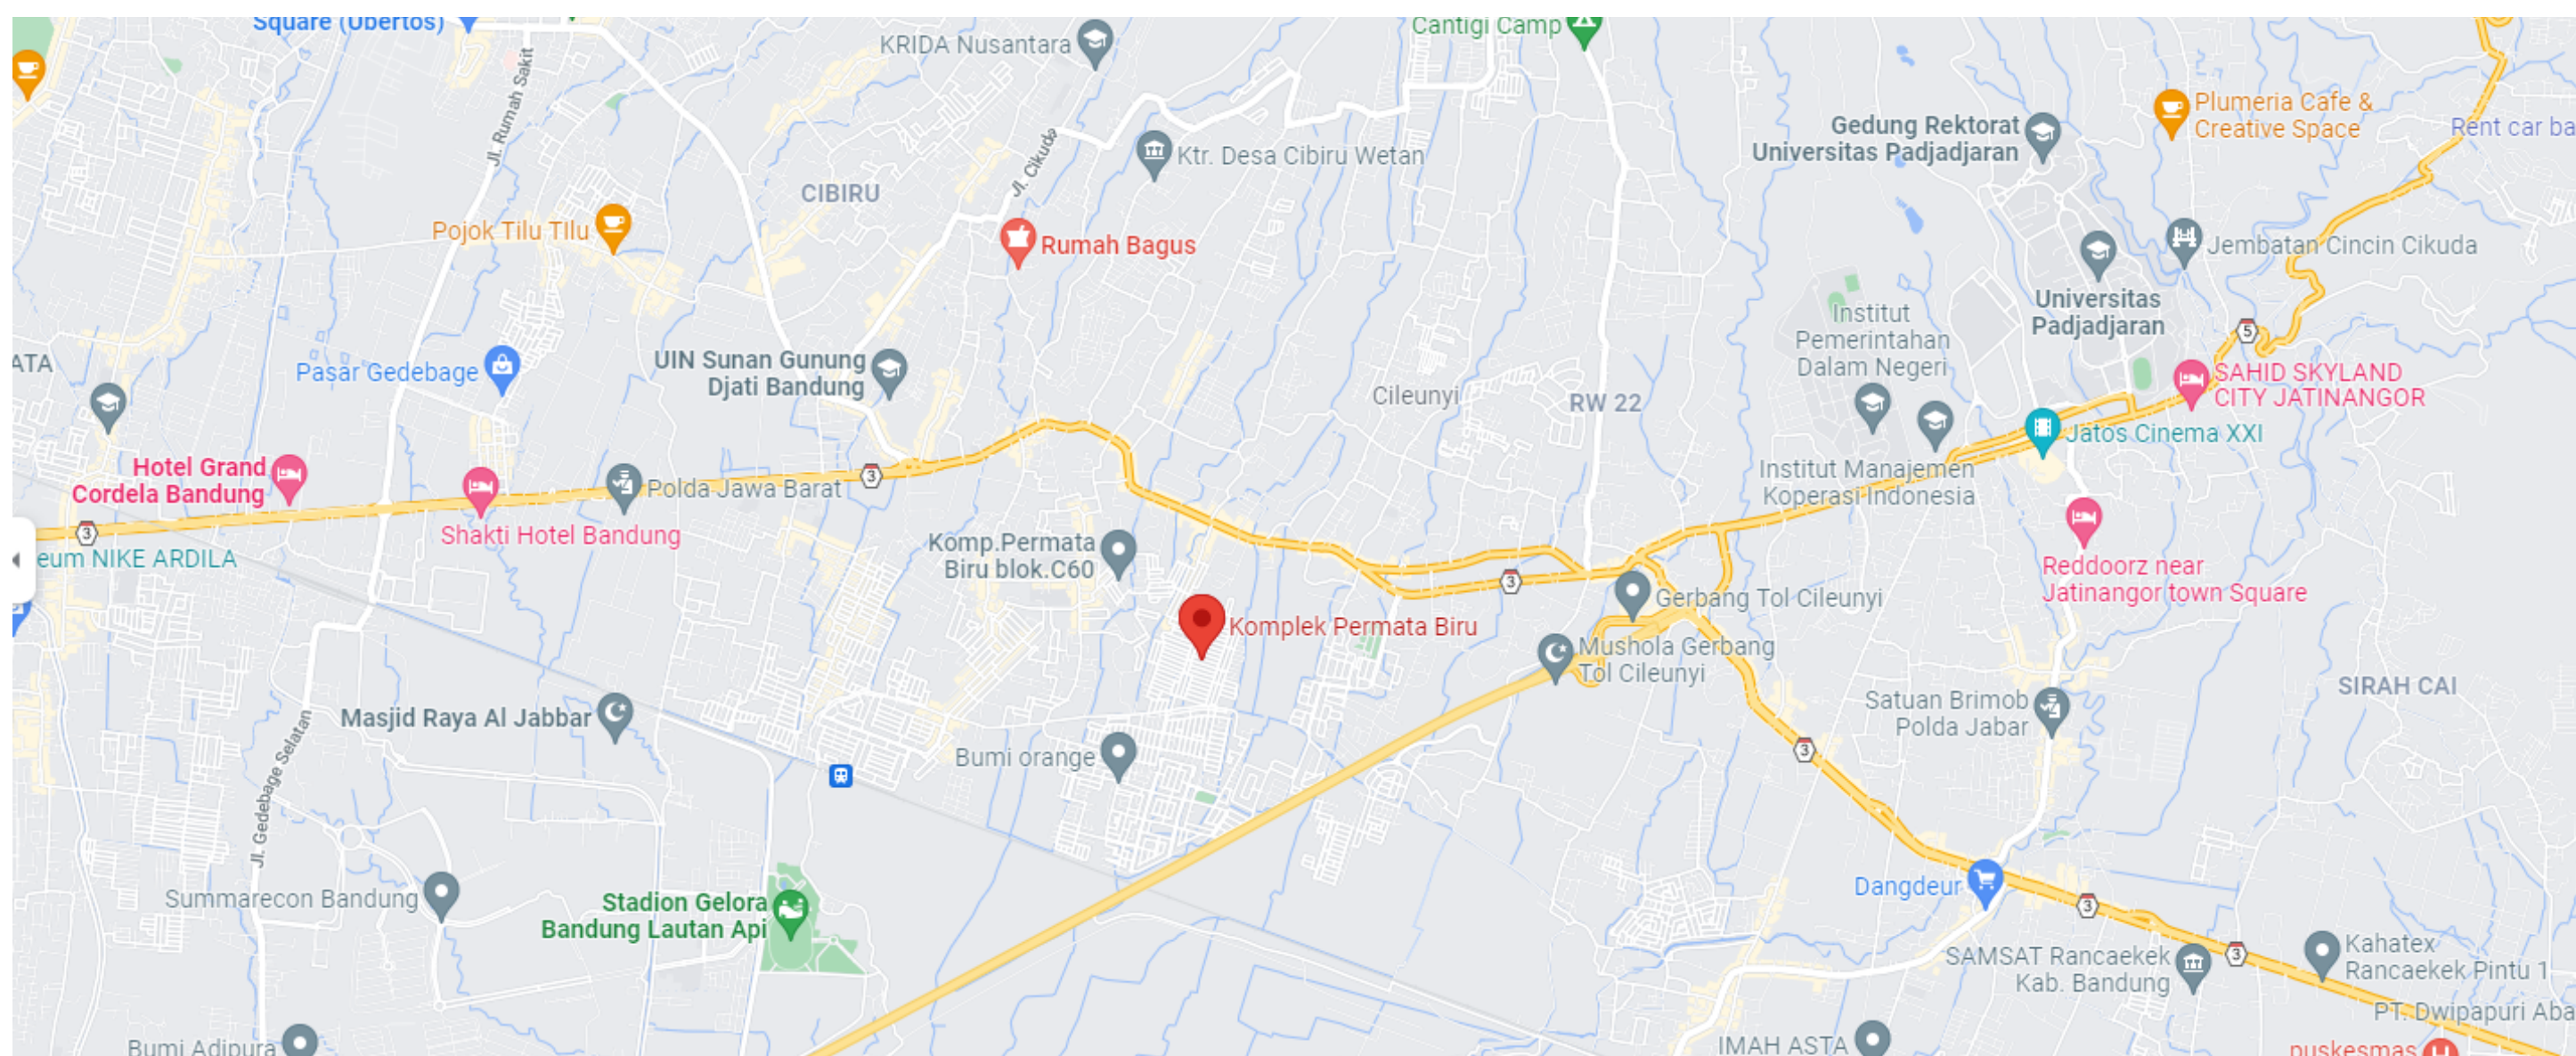 Square (Ubertos)
KRIDA Nusantara
Cantigi Camp
Jl. Rumah Sakit
Plumeria Cafe &
Creative Space
Gedung Rektorat
Universitas Padjadjaran
Rent car ba
Jl. Cikuda
Ktr. Desa Cibiru Wetan
CIBIRU
Pojok Tilu TIlu
Rumah Bagus
Jembatan Cincin Cikuda
Universitas
Padjadjaran
Institut
Pemerintahan
Dalam Negeri
5
ATA
Pasar Gedebage
UIN Sunan Gunung
Djati Bandung
Cileunyi
RW 22
SAHID SKYLAND
CITY JATINANGOR
Jatos Cinema XXI
Hotel Grand
Cordela Bandung
Polda Jawa Barat
3
Institut Manajemen
Koperasi Indonesia
Shakti Hotel Bandung
3
eum NIKE ARDILA
Komp.Permata
Biru blok.C60
3
Gerbang Tol Cileunyi
Reddoorz near
Jatinangor town Square
Komplek Permata Biru
Mushola Gerbang
Tol Cileunyi
SIRAH CAI
Satuan Brimob
Polda Jabar
Masjid Raya Al Jabbar
Jl. Gedebage Selatan
Bumi orange
3
Summarecon Bandung
Stadion Gelora
Bandung Lautan Api
Dangdeur
3
SAMSAT Rancaekek
Kab. Bandung
3
Kahatex
Rancaekek Pintu 1
PT. Dwipapuri Aba
Bumi Adipura
IMAH ASTA
puskesmas